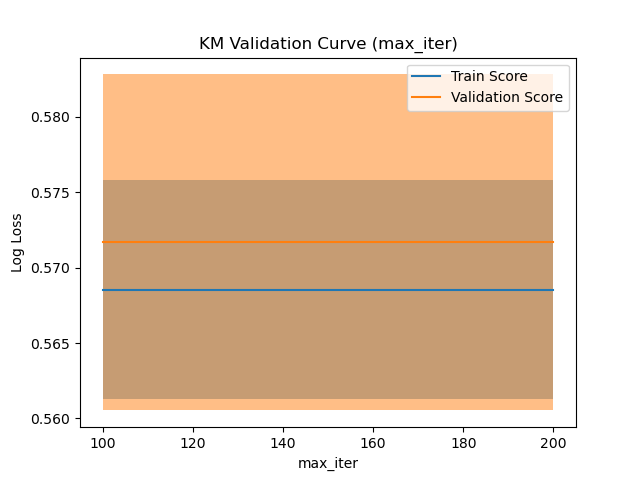 KM Validation Curve (max_iter)
Train Score
Validation Score
0.580
0.575
0.570
0.565
0.560
Log Loss
100
120
140
160
180
200
max_iter